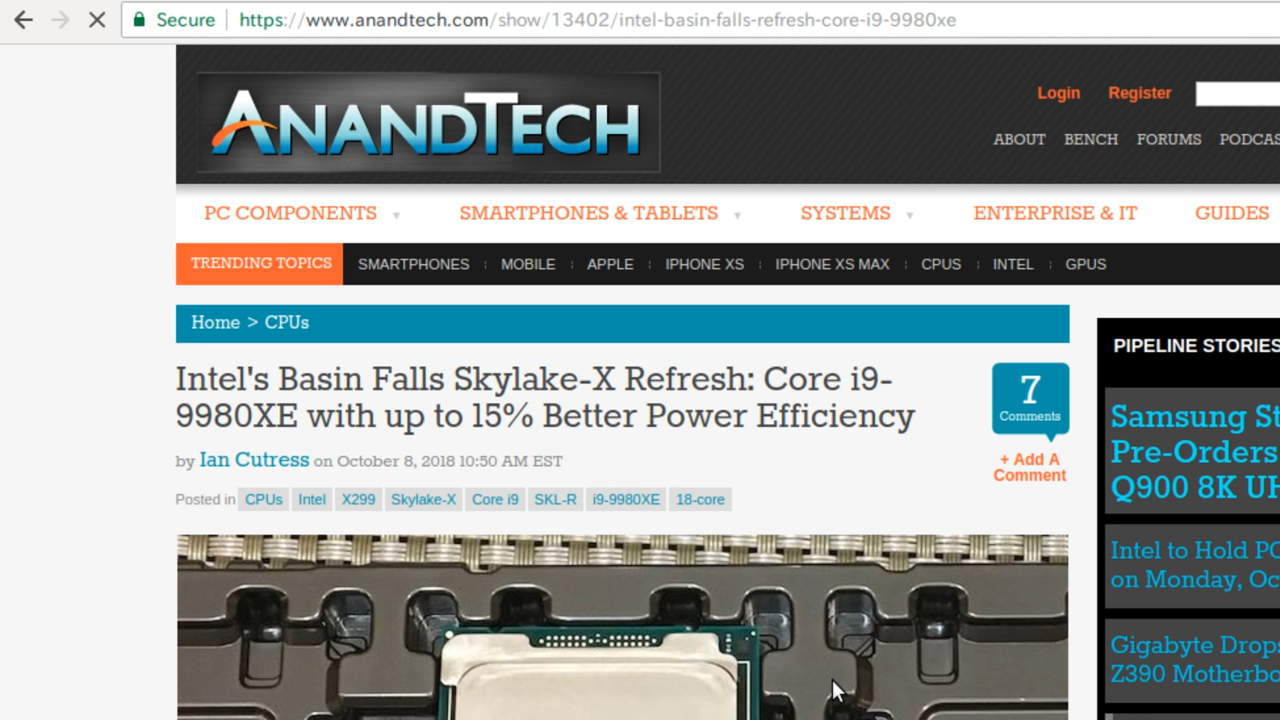 Secure https://www.anandtech.com/show/13402/intel-basin-falls-refresh-core-i9-9980xe
ANANDTECH
Login Register
ABOUT BENCH FORUMS
PC COMPONENTS SMARTPHONES & TABLETS SYSTEMS ENTERPRISE & IT GUIDES
TRENDING TOPICS SMARTPHONES MOBILE APPLE IPHONE XS IPHONE XS MAX CPUS INTEL GPUS
Home > CPUs
Intel's Basin Falls Skylake-X Refresh: Core i9-
9980XE with up to 15% Better Power Efficiency
7
Comments
+ Add A
Comment
by Ian Cutress on October 8, 2018 10:50 AM EST
Posted in CPUs Intel X299 Skylake-X Core i9 SKL-R i9-9980XE 18-core
PIPELINE STORIES
Samsung
Pre-Orders
Q900 8K
Intel to Hold
on Monday,
Gigabyte
Z390